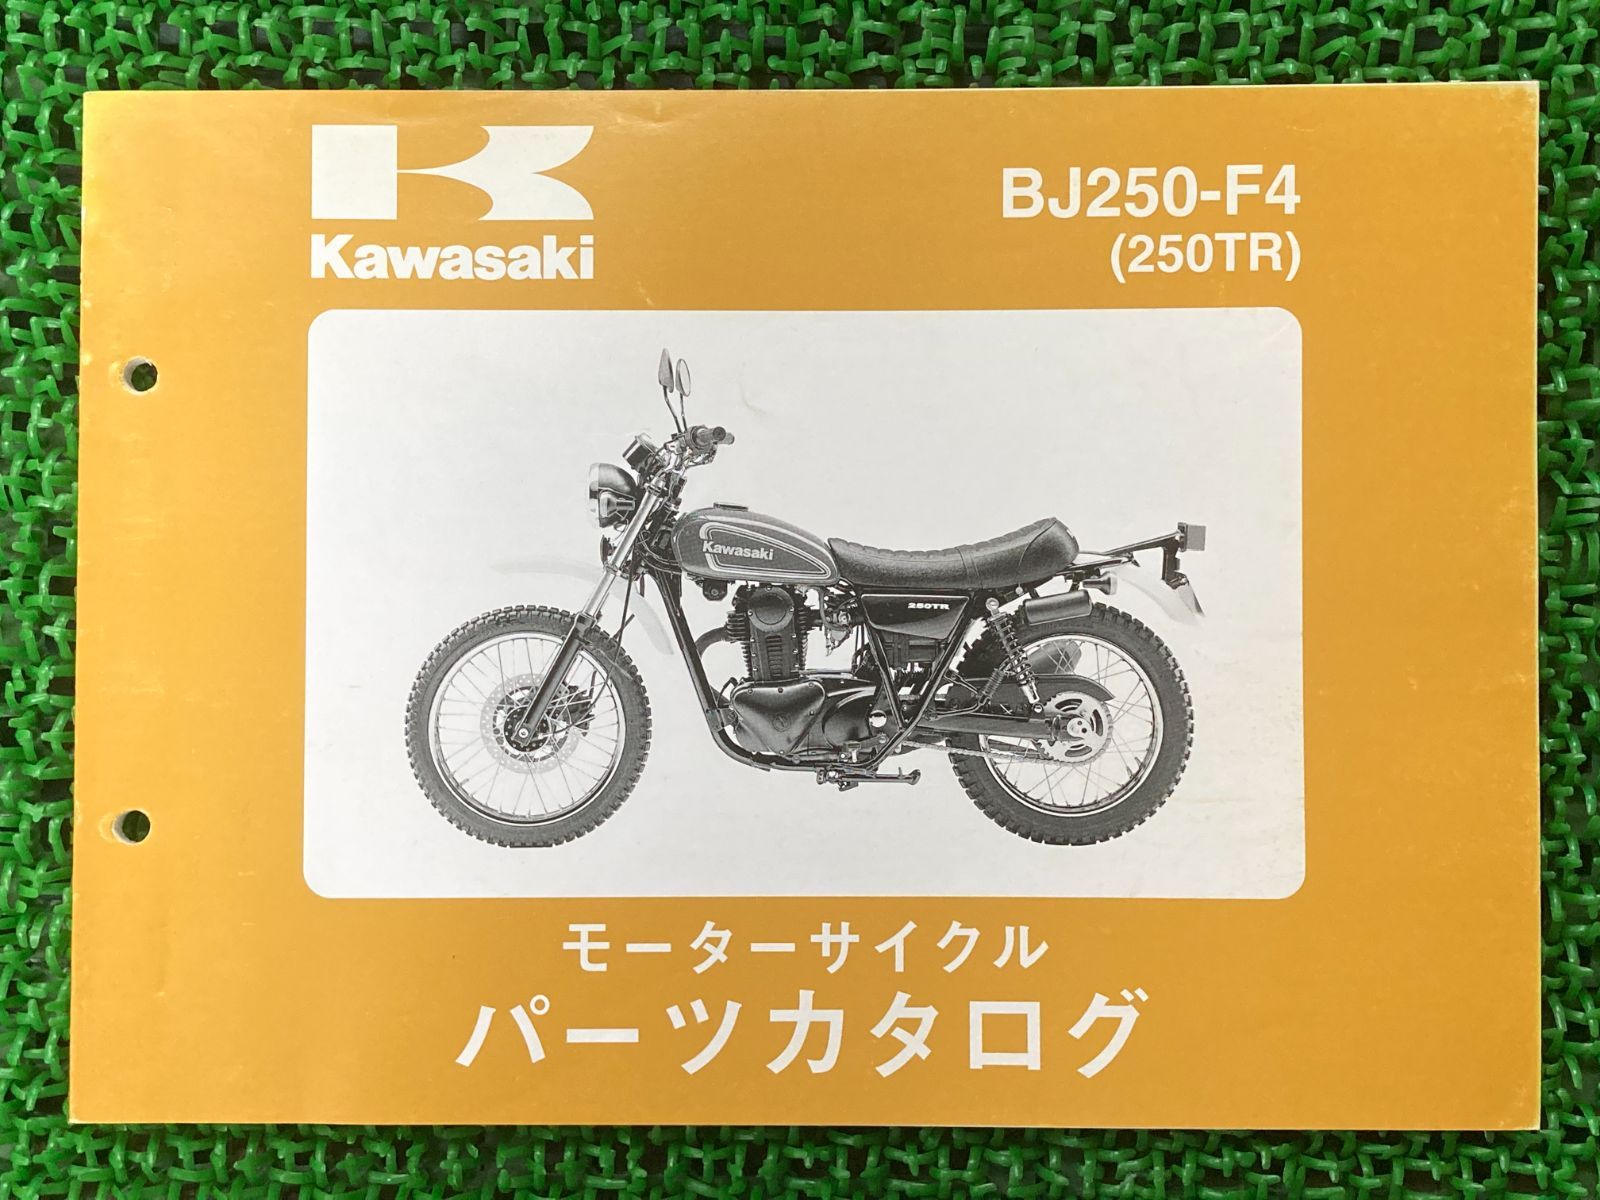 Kawasaki
BJ250-F4
(250TR)
Kawasaki
250TR
モーターサイクル
パーツカタログ